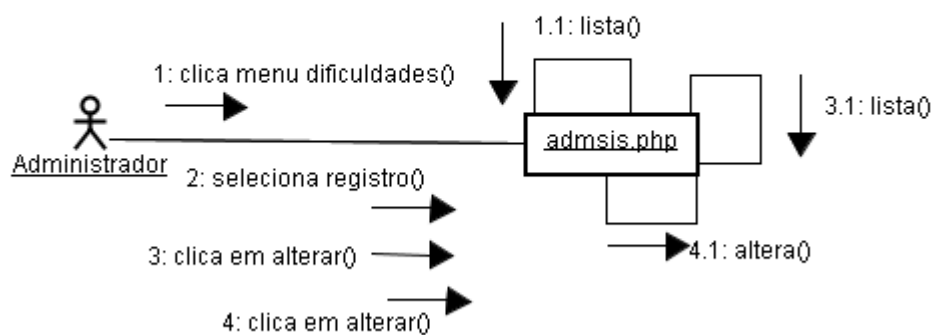 1.1: lista()
1: clica menu dificuldades()
3.1: lista()
admsis.php
Administrador
2: seleciona registro()
3: clica em alterar()
4.1: altera()
4: clica em alterar()